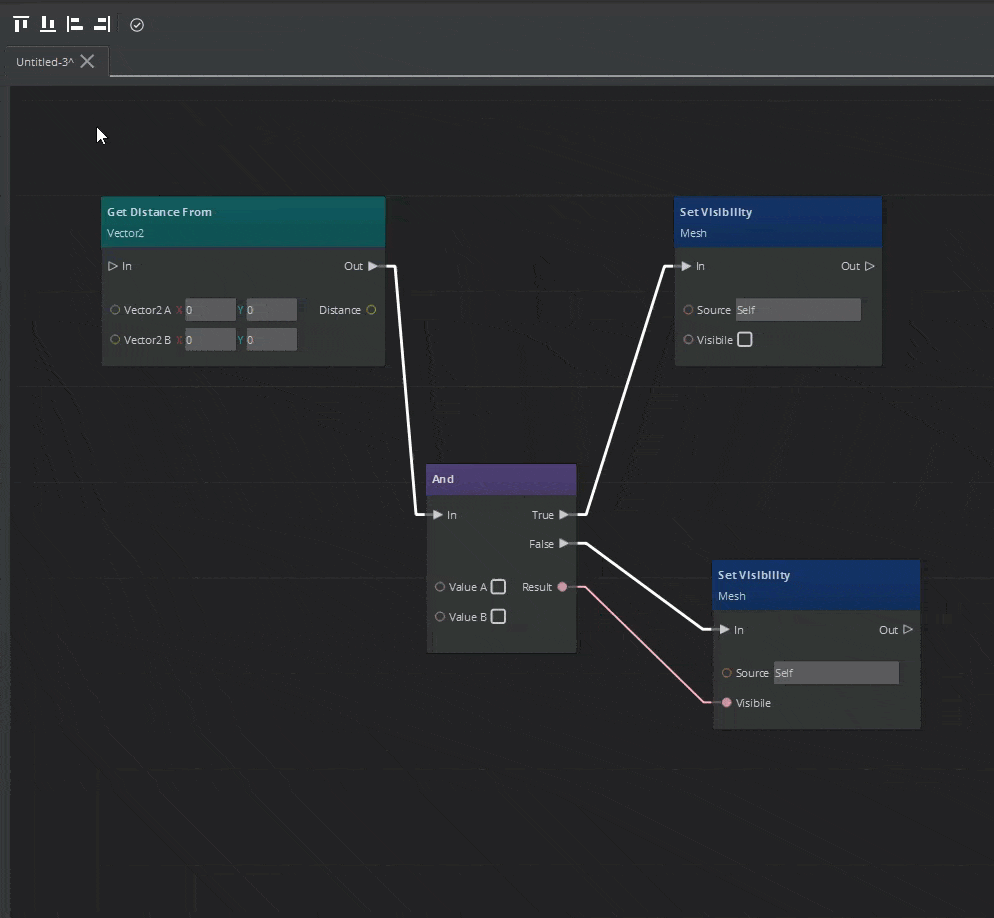 Untitled-3^
Get Distance From
Vector2
In Out
Vector2 A X 0 Y 0 Distance
Vector2 B X 0 Y 0
Set Visibility
Mesh
In Out
Source Self
Visibile
And
In True
False
Value A Result
Value B
Set Visibility
Mesh
In Out
Source Self
Visibile